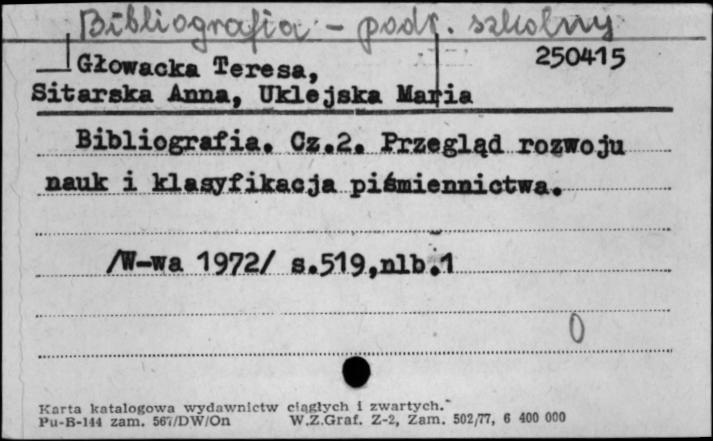 Bibliografia - podr. szkolny
250415
Głowacka Teresa,
Sitarska Anna, Uklejska Maria
Bibliografia. Cz.2. Przegląd rozwoju
nauk i klasyfikacja piśmiennictwa.
/W-wa 1972/ s.519,nlb.1
0
Karta katalogowa wydawnictw ciągłych i zwartych.
Pu-B-144 zam. 567/DW/On W.Z.Graf. Z-2, Zam. 502/77, 6 400 000